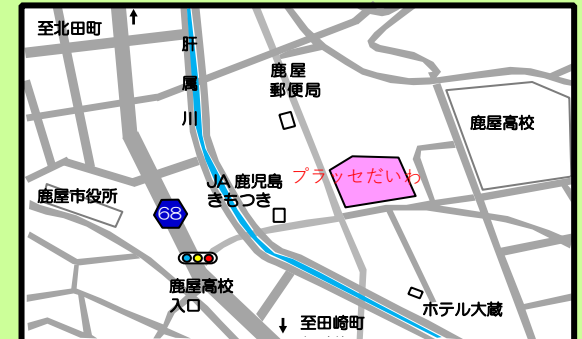 至北田町
肝属川
鹿屋
郵便局
鹿屋高校
プラッセだいわ
JA 鹿児島
きもつき
鹿屋市役所
68
鹿屋高校
入口
ホテル大蔵
至田崎町